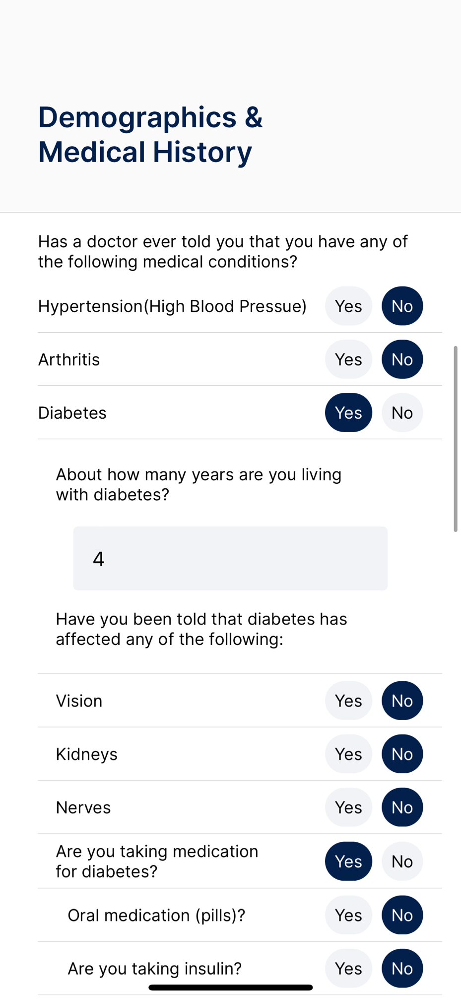 Demographics &
Medical History
Has a doctor ever told you that you have any of
the following medical conditions?
Hypertension(High Blood Pressue) Yes No
Arthritis Yes No
Diabetes Yes No
About how many years are you living
with diabetes?
4
Have you been told that diabetes has
affected any of the following:
Vision Yes No
Kidneys Yes No
Nerves Yes No
Are you taking medication
for diabetes? Yes No
Oral medication (pills)? Yes No
Are you taking insulin? Yes No